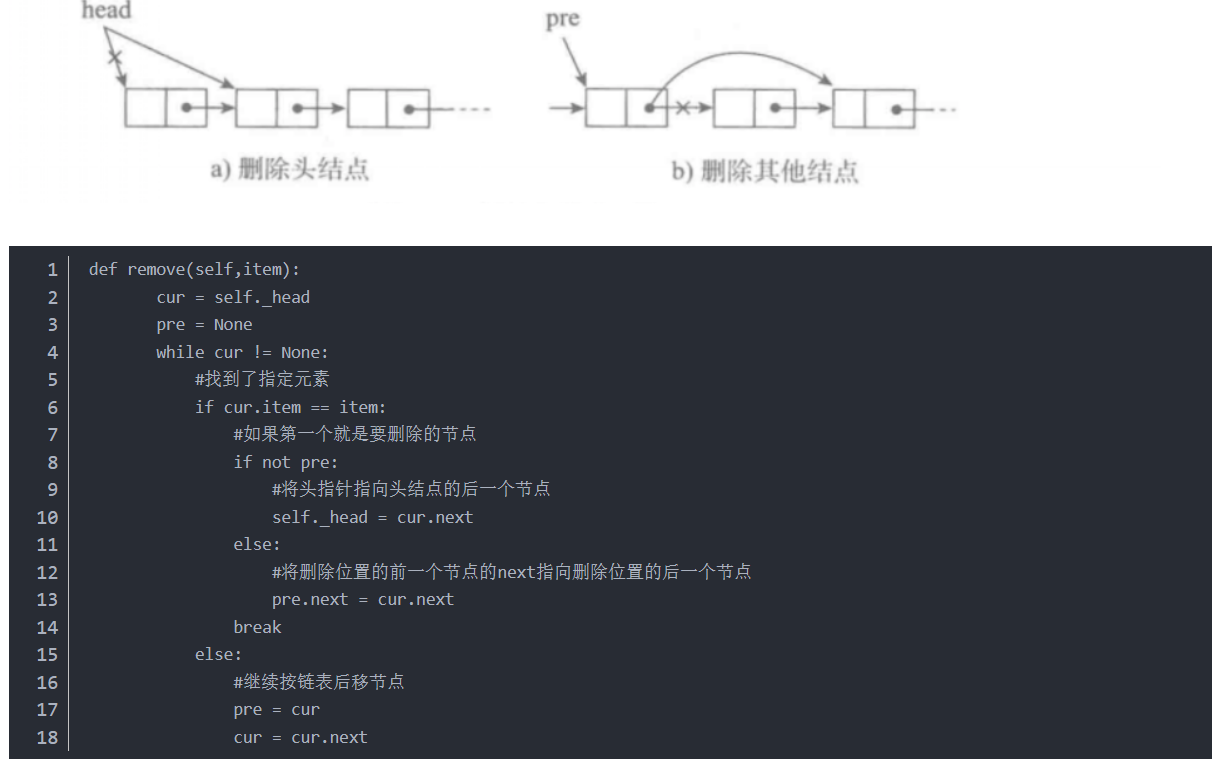 head
pre
a) 删除头结点
b) 删除其他结点
1 def remove(self,item):
2 cur = self._head
3 pre = None
4 while cur != None:
5 #找到了指定元素
6 if cur.item == item:
7 #如果第一个就是要删除的节点
8 if not pre:
9 #将头指针指向头结点的后一个节点
10 self._head = cur.next
11 else:
12 #将删除位置的前一个节点的next指向删除位置的后一个节点
13 pre.next = cur.next
14 break
15 else:
16 #继续按链表后移节点
17 pre = cur
18 cur = cur.next